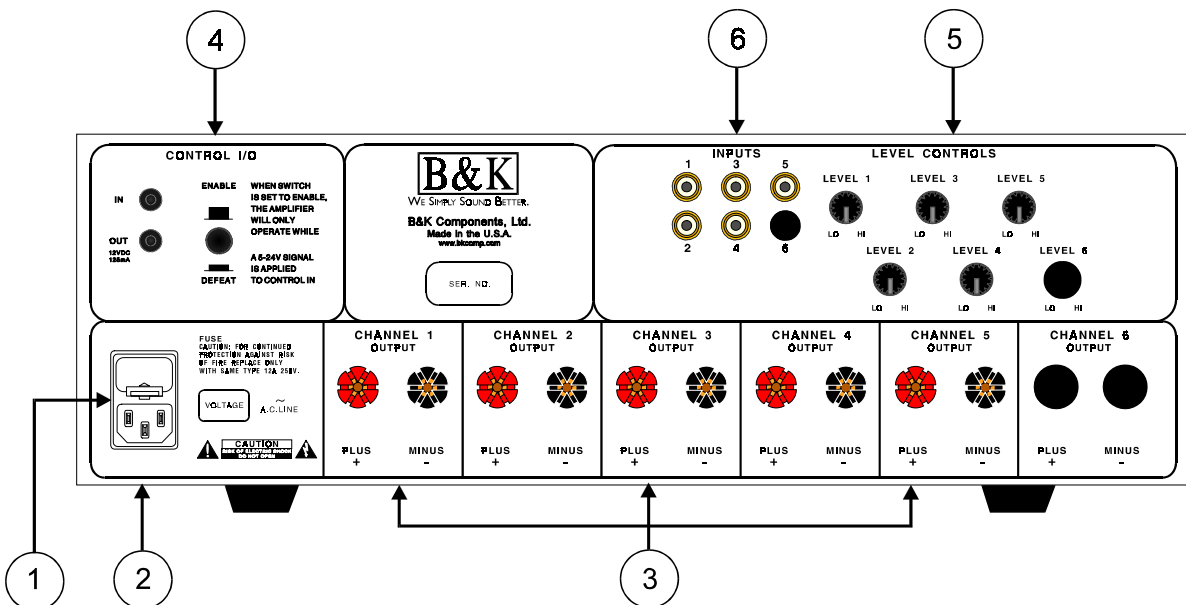 4
6
5
CONTROL I/O
IN
OUT
12VDC
125mA
ENABLE
DEFEAT
WHEN SWITCH
IS SET TO ENABLE,
THE AMPLIFIER
WILL ONLY
OPERATE WHILE
A 5-24V SIGNAL
IS APPLIED
TO CONTROL IN
B&K
WE SIMPLY SOUND BETTER.
B&K Components, Ltd.
Made in the U.S.A.
www.bkcomp.com
SER. NO.
INPUTS
1 3 5
2 4 6
LEVEL CONTROLS
LEVEL 1 LEVEL 3 LEVEL 5
LO HI LO HI LO HI
LEVEL 2 LEVEL 4 LEVEL 6
LO HI LO HI LO HI
FUSE
CAUTION: FOR CONTINUED
PROTECTION AGAINST RISK
OF FIRE REPLACE ONLY
WITH SAME TYPE 12A 250V.
VOLTAGE
~
A.C.LINE
CAUTION
RISK OF ELECTRIC SHOCK
DO NOT OPEN
CHANNEL 1
OUTPUT
PLUS MINUS
+ -
CHANNEL 2
OUTPUT
PLUS MINUS
+ -
CHANNEL 3
OUTPUT
PLUS MINUS
+ -
CHANNEL 4
OUTPUT
PLUS MINUS
+ -
CHANNEL 5
OUTPUT
PLUS MINUS
+ -
CHANNEL 6
OUTPUT
PLUS MINUS
+ -
1
2
3